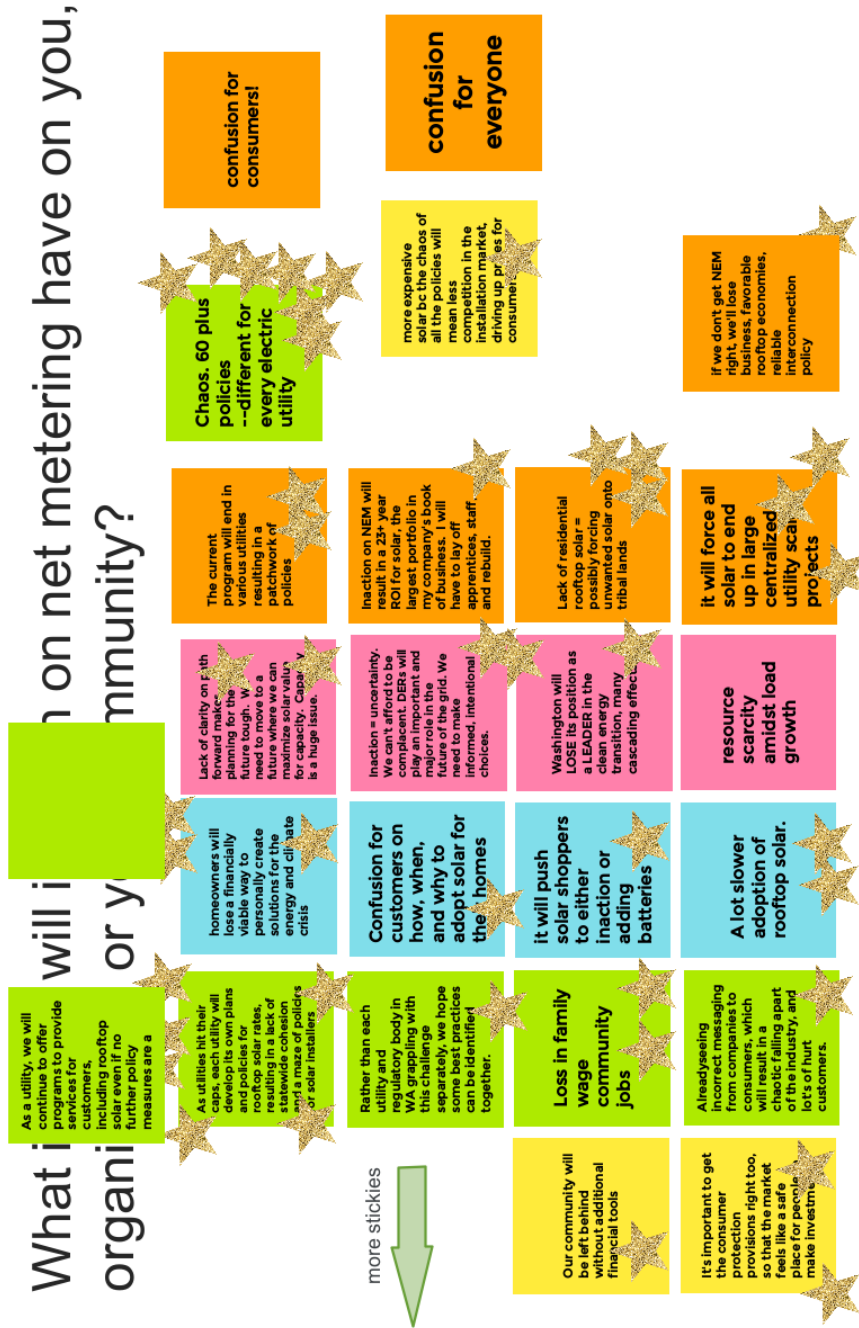 What will on net metering have on you,
or
As a utility, we will
continue to offer
programs to provide
services for
customers,
including rooftop
solar even if no
further policy
measures are a
As utilities hit their
caps, each utility will
develop its own plans
and policies for
rooftop solar rates,
resulting in a lack of
statewide cohesion
and a maze of policies
for solar installers
homeowners will
lose a financially
viable way to
personally create
solutions for the
energy and climate
crisis
Lack of clarity on path
forward makes
planning for the
future tough. We
need to move to a
future where we can
maximize solar value
for capacity. Capacity
is a huge issue.
The current
program will end in
various utilities
resulting in a
patchwork of
policies
Chaos. 60 plus
policies
--different for
every electric
utility
confusion for
consumers!
more stickies
Rather than each
utility and
regulatory body in
WA grappling with
this challenge
separately, we hope
some best practices
can be identified
together.
Confusion for
customers on
how, when,
and why to
adopt solar for
their homes
Inaction = uncertainty.
We can't afford to be
complacent. DERs will
play an important and
major role in the
future of the grid. We
need to make
informed, intentional
choices.
Inaction on NEM will
result in a 23+ year
ROI for solar, the
largest portfolio in
my company's book
of business. I will
have to lay off
apprentices, staff
and rebuild.
more expensive
solar bc the chaos of
all the policies will
mean less
competition in the
installation market,
driving up prices for
consumers
confusion
for
everyone
Our community will
be left behind
without additional
financial tools
Loss in family
wage
community
jobs
it will push
solar shoppers
to either
inaction or
adding
batteries
Washington will
LOSE its position as
a LEADER in the
clean energy
transition, many
cascading effects
Lack of residential
rooftop solar =
possibly forcing
unwanted solar onto
tribal lands
It's important to get
the consumer
protection
provisions right too,
so that the market
feels like a safe
place for people
make investments
Alreadyseeing
incorrect messaging
from companies to
consumers, which
will result in a
chaotic falling apart
of the industry, and
lot's of hurt
customers.
A lot slower
adoption of
rooftop solar.
resource
scarcity
amidst load
growth
it will force all
solar to end
up in large
centralized
utility scale
projects
if we don't get NEM
right, we'll lose
business, favorable
rooftop economies,
reliable
interconnection
policy